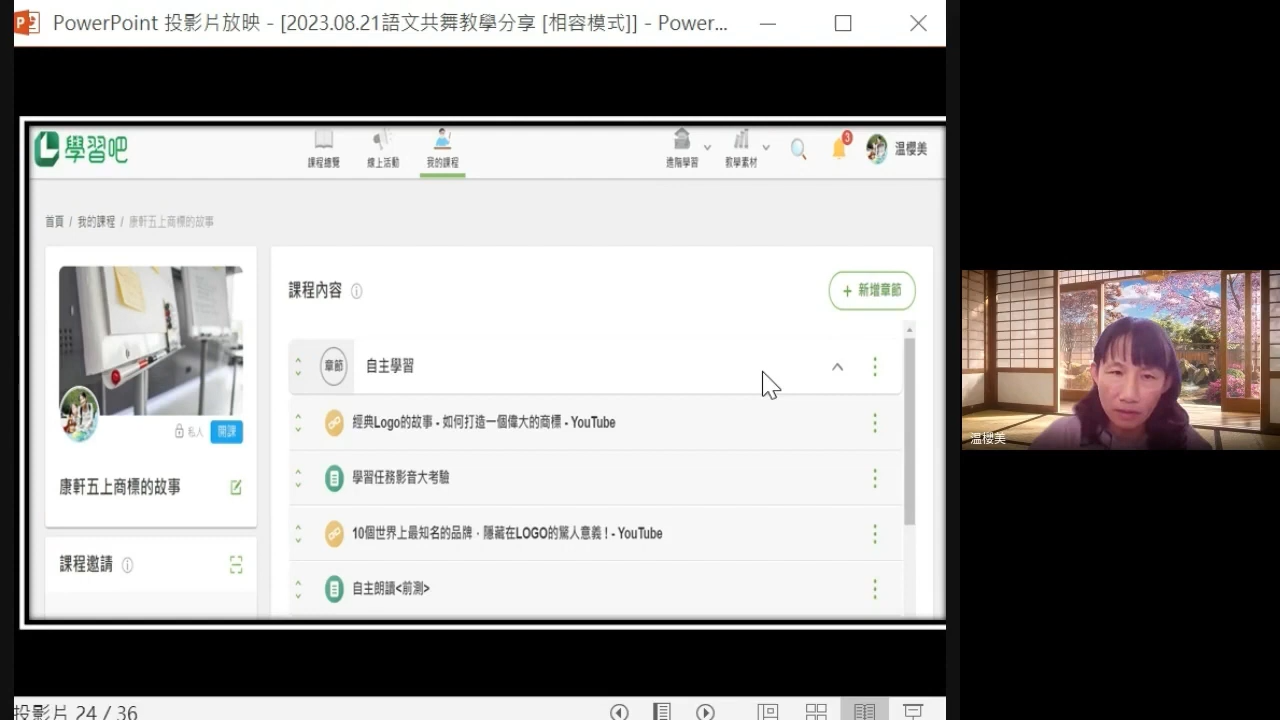 PowerPoint 投影片放映 - [2023.08.21語文共舞教學分享 [相容模式]] - Power...
學習吧
課程總覽
線上活動
我的課程
進階學習
教學素材
3
温櫻美
首頁 / 我的課程 / 康軒五上商標的故事
私人
開課
康軒五上商標的故事
課程邀請
課程內容
+ 新增章節
章節
自主學習
經典Logo的故事 - 如何打造一個偉大的商標 - YouTube
學習任務影音大考驗
10個世界上最知名的品牌，隱藏在LOGO的驚人意義！- YouTube
自主朗讀<前測>
温櫻美
投影片 24 / 36